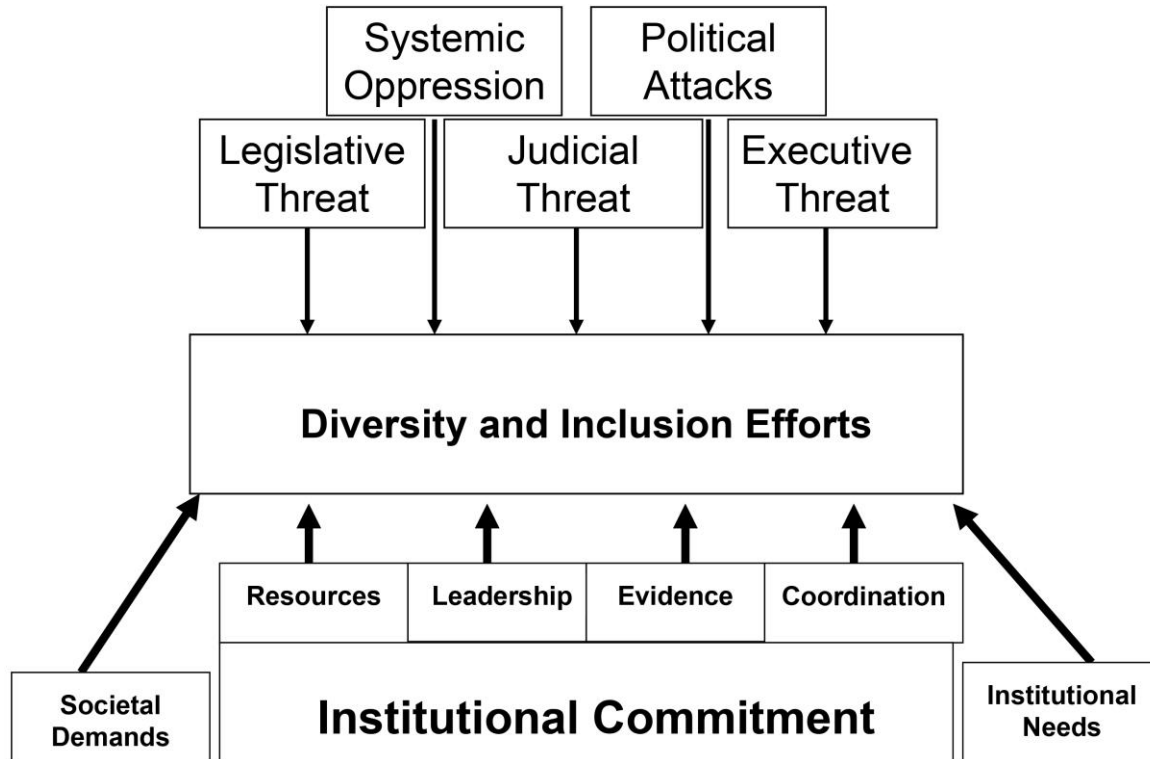 Systemic
Oppression
Political
Attacks
Legislative
Threat
Judicial
Threat
Executive
Threat
Diversity and Inclusion Efforts
Resources
Leadership
Evidence
Coordination
Societal
Demands
Institutional Commitment
Institutional
Needs